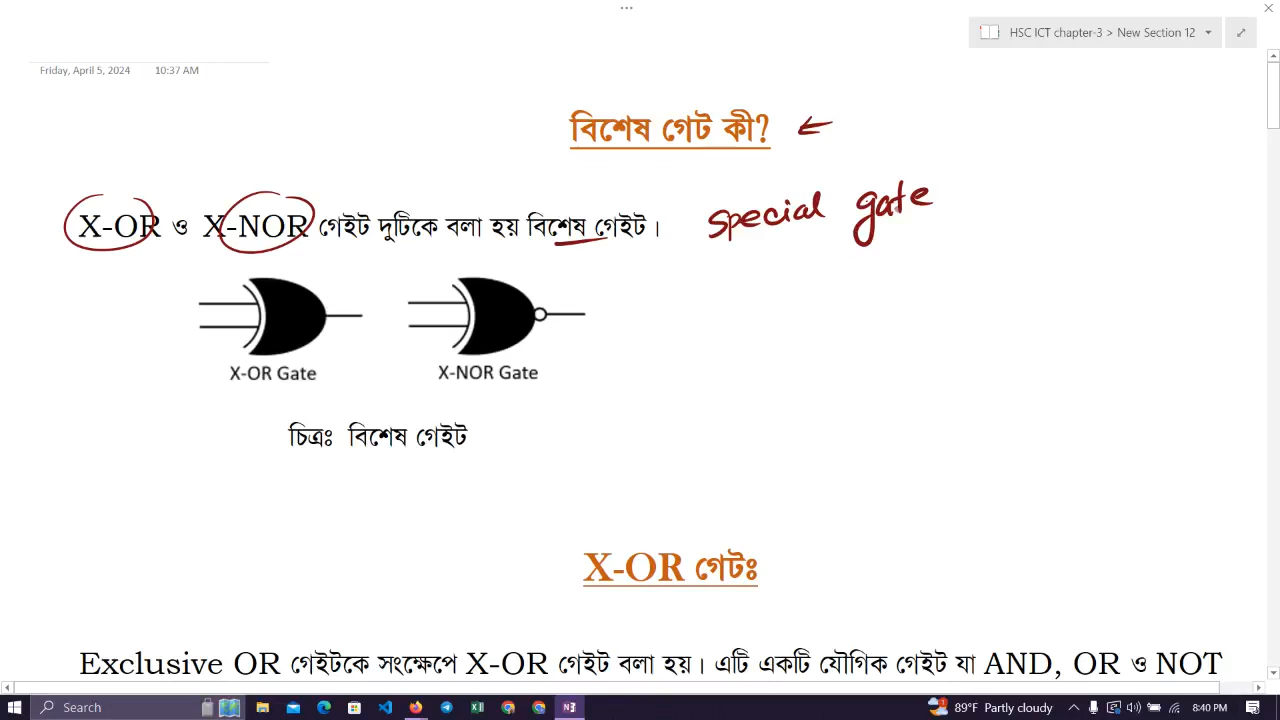 HSC ICT chapter-3 > New Section 12
Friday, April 5, 2024 10:37 AM
বিশেষ গেট কী?
X-OR ও X-NOR গেইট দুটিকে বলা হয় বিশেষ গেইট।
special gate
X-OR Gate X-NOR Gate
চিত্রঃ বিশেষ গেইট
X-OR গেটঃ
Exclusive OR গেইটকে সংক্ষেপে X-OR গেইট বলা হয়। এটি একটি যৌগিক গেইট যা AND, OR ও NOT
Search 89°F Partly cloudy 8:40 PM